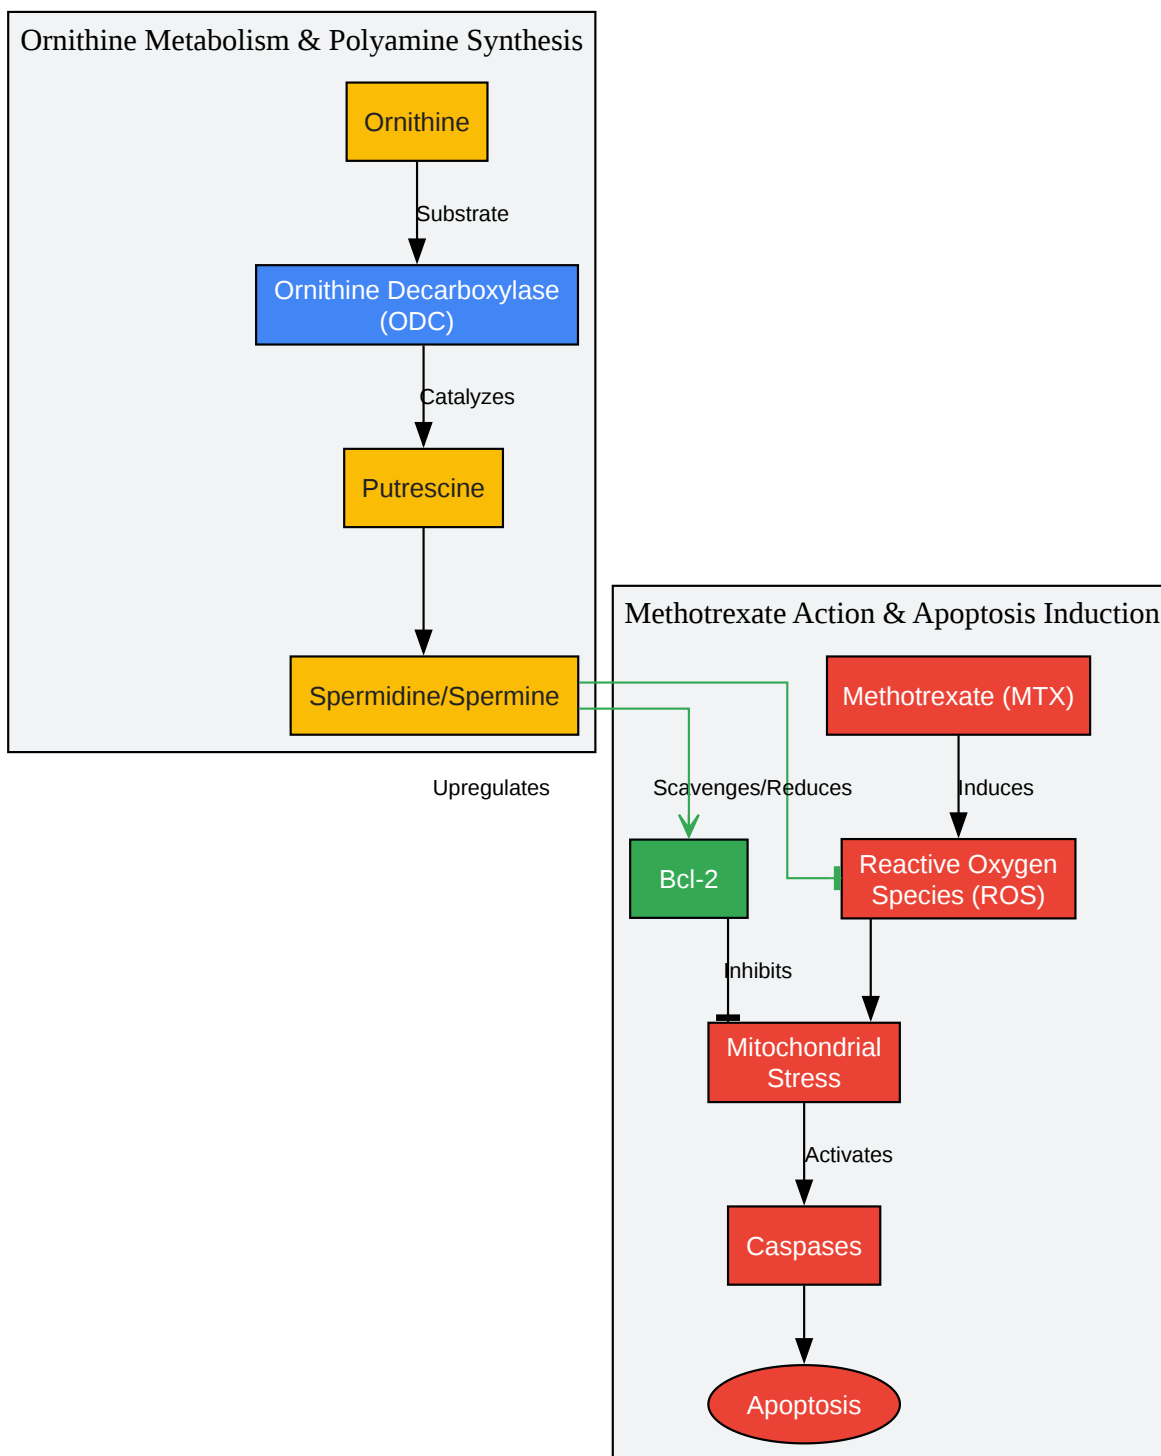 Ornithine Metabolism & Polyamine Synthesis
Ornithine
Substrate
Ornithine Decarboxylase
(ODC)
Catalyzes
Putrescine
Spermidine/Spermine
Upregulates
Methotrexate Action & Apoptosis Induction
Methotrexate (MTX)
Scavenges/Reduces
Induces
Bcl-2
Reactive Oxygen
Species (ROS)
Inhibits
Mitochondrial
Stress
Activates
Caspases
Apoptosis